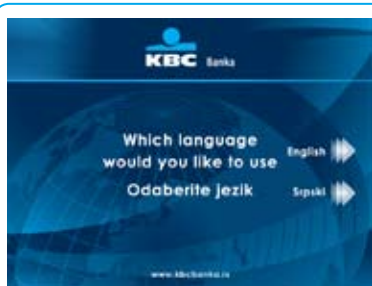 KBC Banka
Which language
would you like to use
English
Odaberite jezik
Srpski
www.kbcbanka.rs